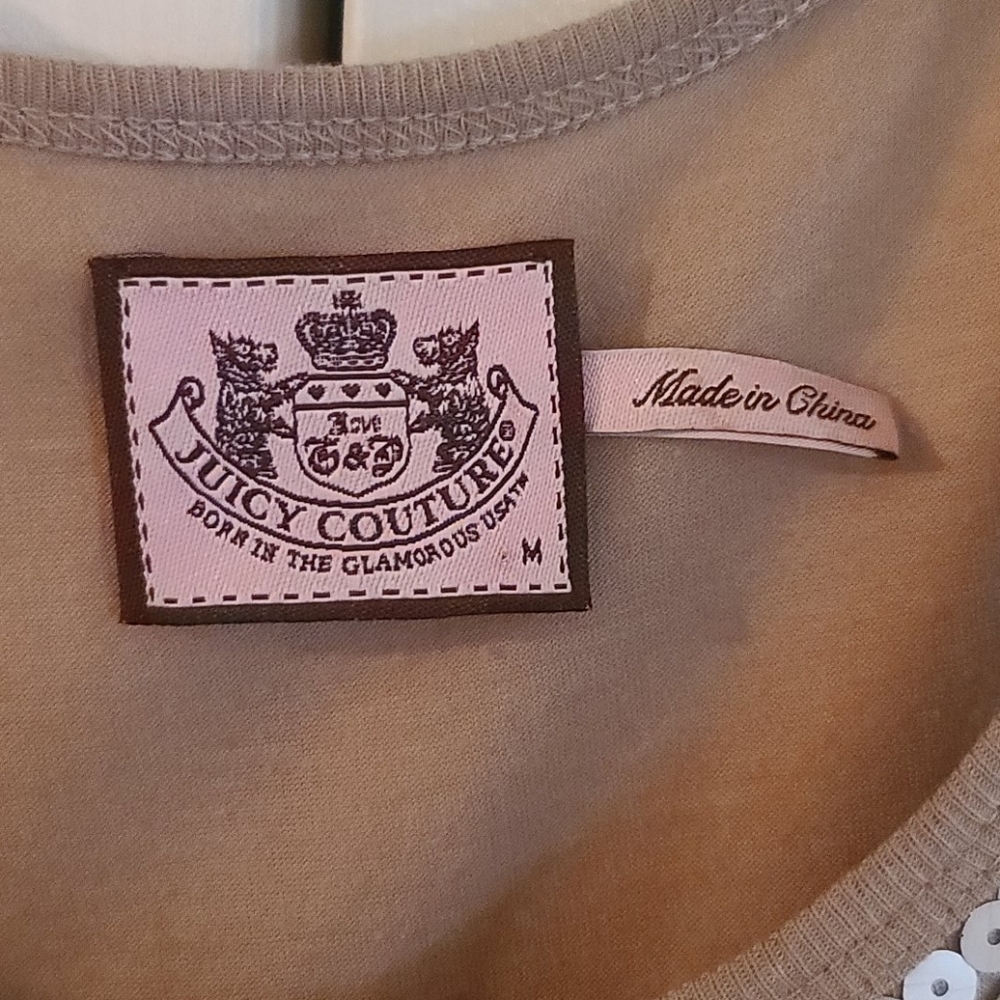 Love
G & P
JUICY COUTURE®
BORN IN THE GLAMOROUS USA™
M
Made in China